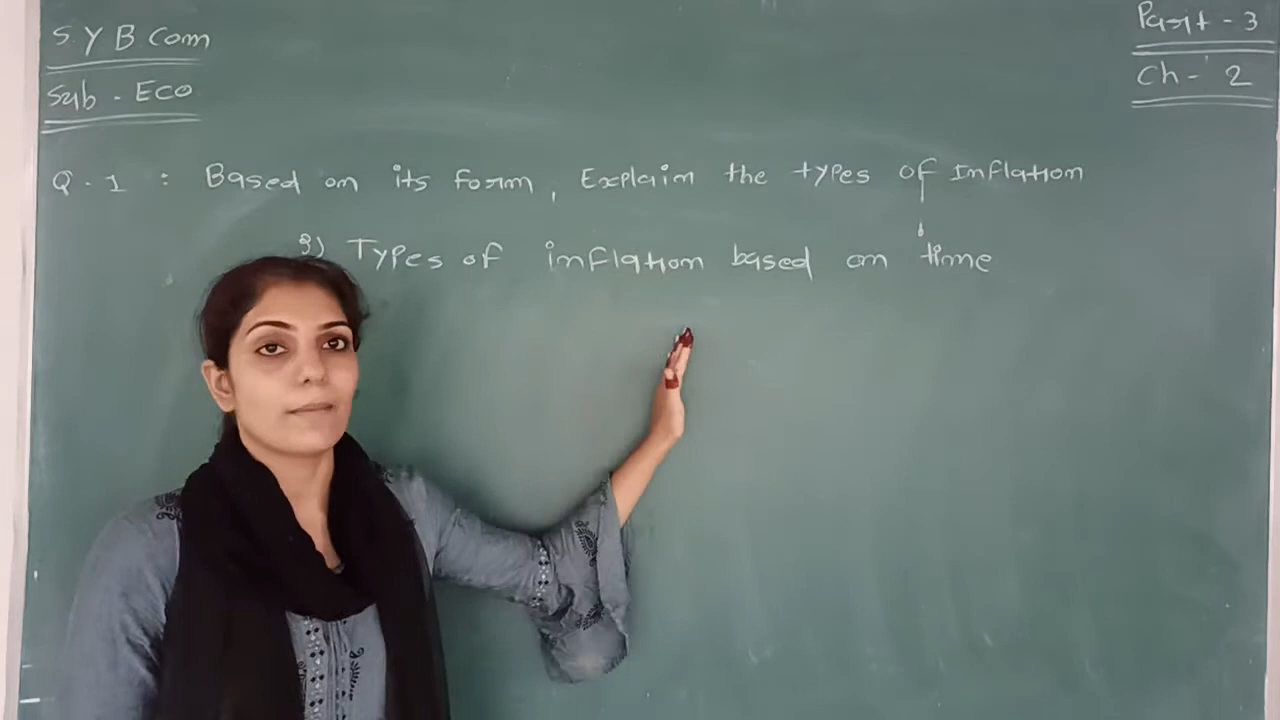 S Y B Com
Sub - Eco
Part - 3
Ch - 2
Q - 1 : Based on its form, Explain the types of Inflation
3) Types of inflation based on time